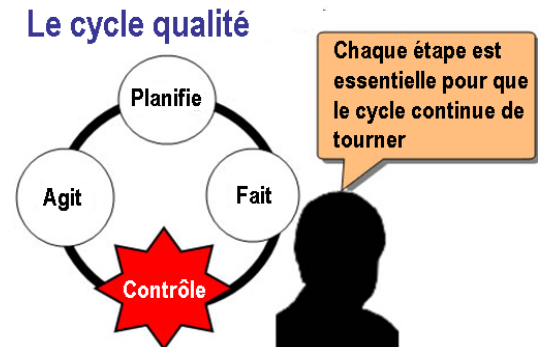 Le cycle qualité
Chaque étape est
essentielle pour que
le cycle continue de
tourner
Planifie
Agit
Fait
Contrôle